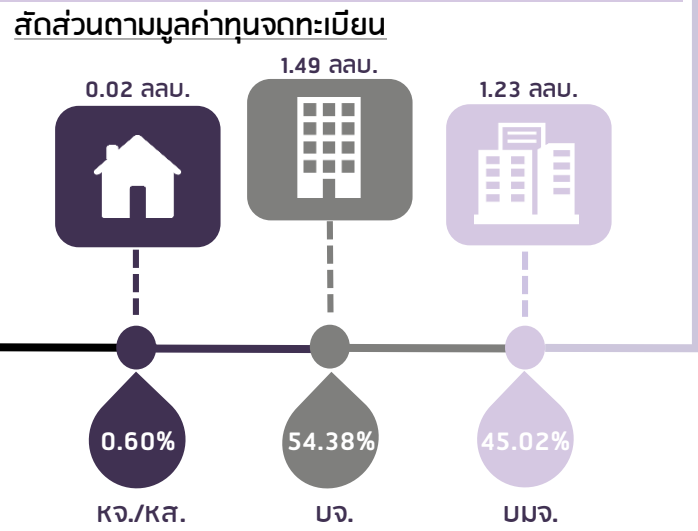 สัดส่วนตามมูลค่าทุนจดทะเบียน
0.02 ลลบ.
1.49 ลลบ.
1.23 ลลบ.
0.60%
54.38%
45.02%
หจ./หส.
บจ.
บมจ.